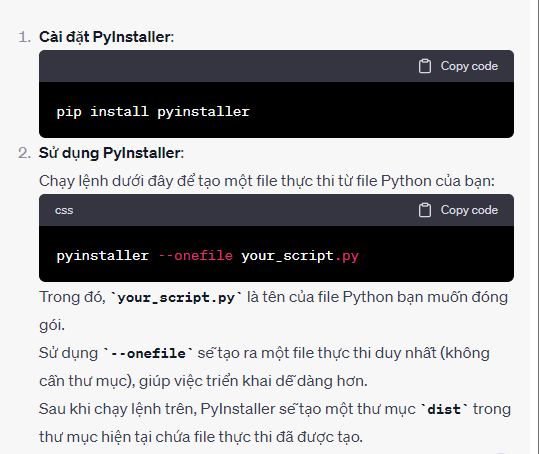 1. Cài đặt PyInstaller:
Copy code
pip install pyinstaller
2. Sử dụng PyInstaller:
Chạy lệnh dưới đây để tạo một file thực thi từ file Python của bạn:
css Copy code
pyinstaller --onefile your_script.py
Trong đó, `your_script.py` là tên của file Python bạn muốn đóng
gói.
Sử dụng `--onefile` sẽ tạo ra một file thực thi duy nhất (không
cần thư mục), giúp việc triển khai dễ dàng hơn.
Sau khi chạy lệnh trên, PyInstaller sẽ tạo một thư mục `dist` trong
thư mục hiện tại chứa file thực thi đã được tạo.